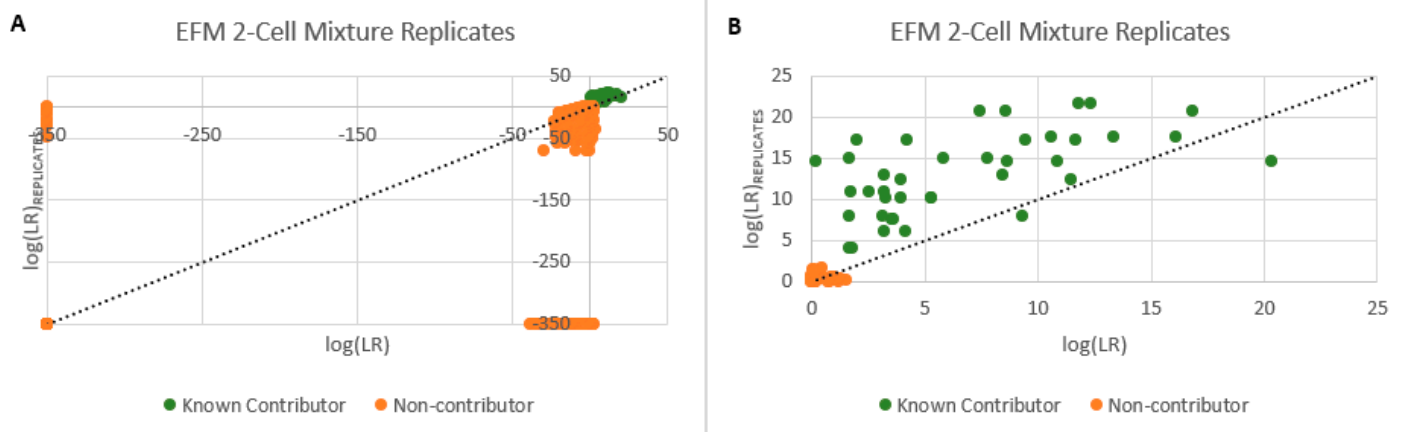 A
EFM 2-Cell Mixture Replicates
50
-350 -250 -150 -50 50
-50
-150
-250
-350
log(LR)REPLICATES
log(LR)
Known Contributor Non-contributor
B
EFM 2-Cell Mixture Replicates
25
20
15
10
5
0
log(LR)REPLICATES
0 5 10 15 20 25
log(LR)
Known Contributor Non-contributor